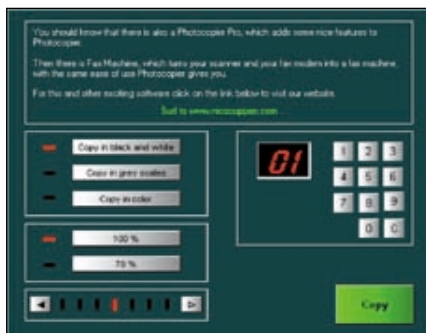 You should know that there is also a Photocopier Pro, which adds some nice features to
Photocopier.
Then there is Fax Machine, which turns your scanner and your fax modem into a fax machine,
with the same ease of use Photocopier gives you.
For this and other exciting software click on the link below to visit our website.
Surf to www.nicocuppen.com
Copy in black and white
Copy in grey scales
Copy in color
100 %
70 %
01
1 2 3
4 5 6
7 8 9
0 C
Copy